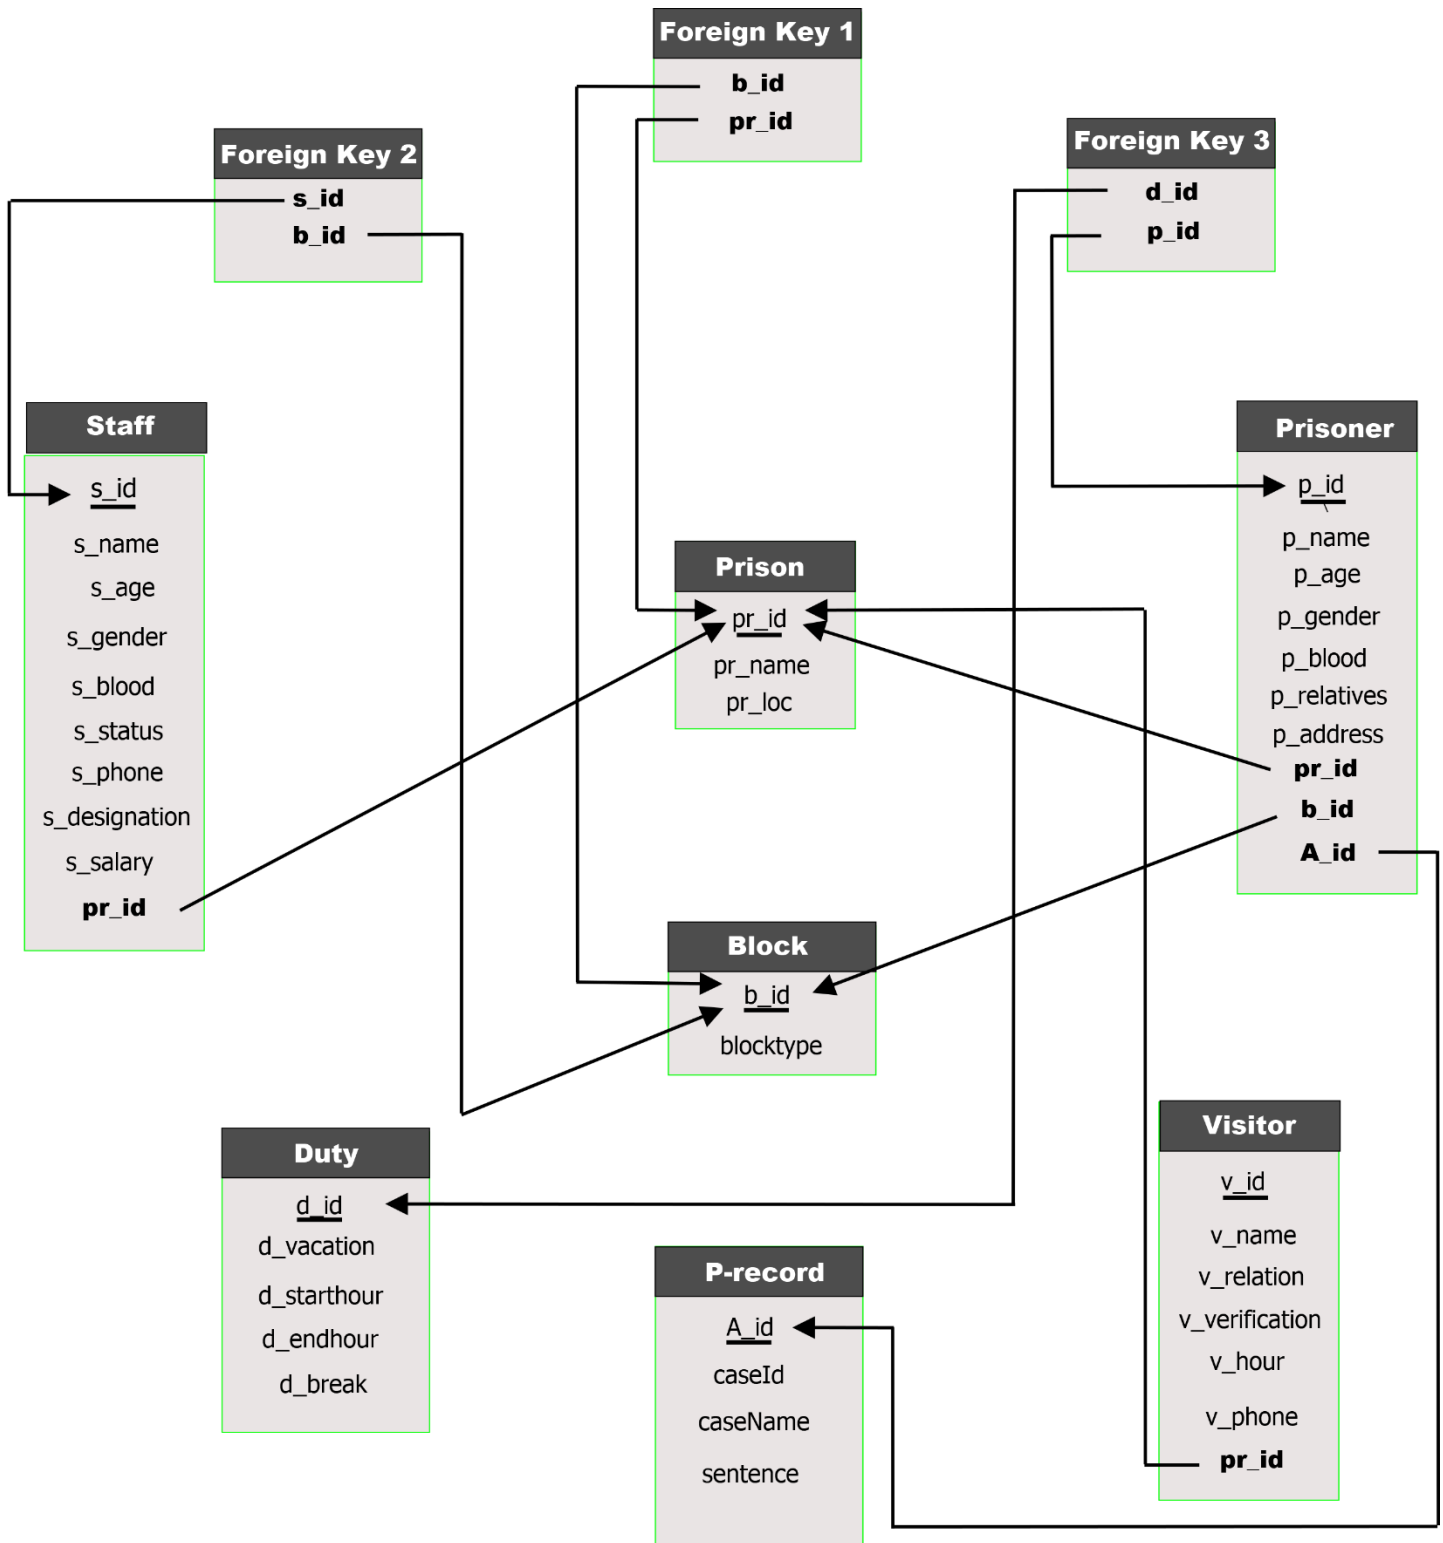 Foreign Key 1
b_id
pr_id
Foreign Key 2
s_id
b_id
Foreign Key 3
d_id
p_id
Staff
s_id
s_name
s_age
s_gender
s_blood
s_status
s_phone
s_designation
s_salary
pr_id
Prison
pr_id
pr_name
pr_loc
Prisoner
p_id
p_name
p_age
p_gender
p_blood
p_relatives
p_address
pr_id
b_id
A_id
Block
b_id
blocktype
Duty
d_id
d_vacation
d_starthour
d_endhour
d_break
P-record
A_id
caseId
caseName
sentence
Visitor
v_id
v_name
v_relation
v_verification
v_hour
v_phone
pr_id